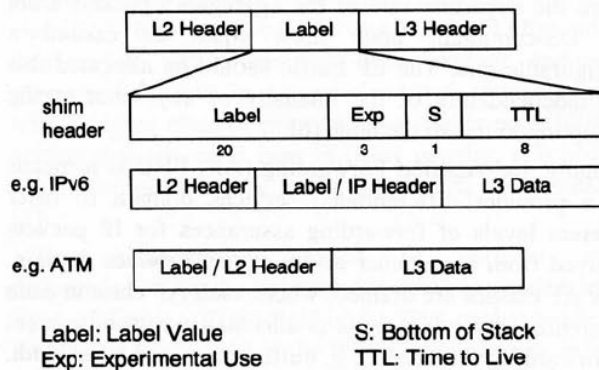 L2 Header Label L3 Header
shim
header
Label Exp S TTL
20 3 1 8
e.g. IPv6 L2 Header Label / IP Header L3 Data
e.g. ATM Label / L2 Header L3 Data
Label: Label Value S: Bottom of Stack
Exp: Experimental Use TTL: Time to Live